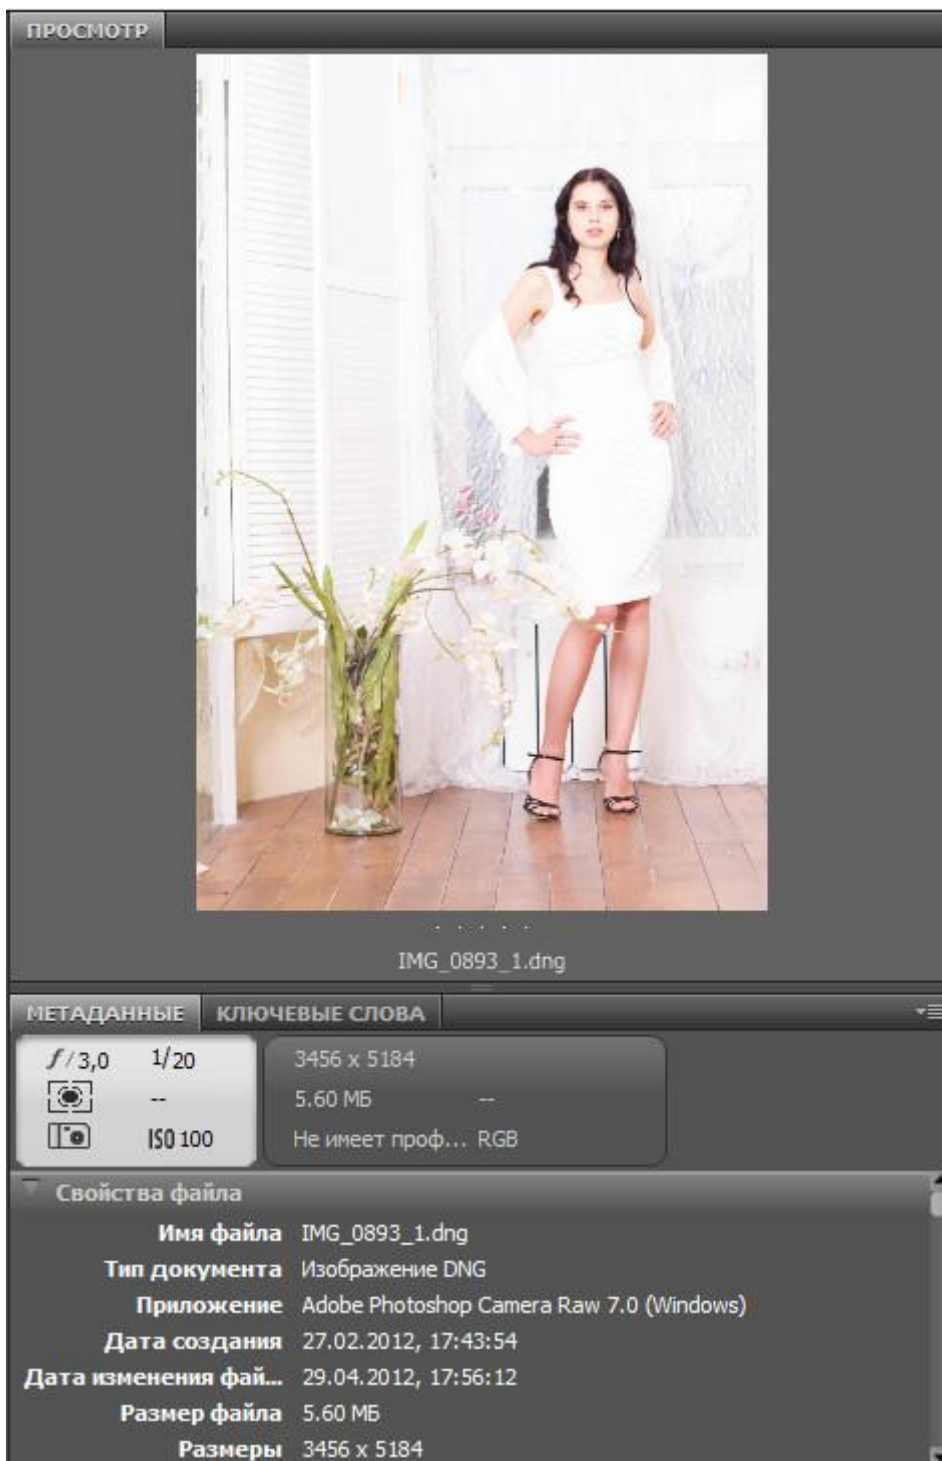 ПРОСМОТР
IMG_0893_1.dng
МЕТАДАННЫЕ КЛЮЧЕВЫЕ СЛОВА
f/3,0 1/20
--
ISO 100
3456 x 5184
5.60 МБ --
Не имеет проф... RGB
Свойства файла
Имя файла IMG_0893_1.dng
Тип документа Изображение DNG
Приложение Adobe Photoshop Camera Raw 7.0 (Windows)
Дата создания 27.02.2012, 17:43:54
Дата изменения фай... 29.04.2012, 17:56:12
Размер файла 5.60 МБ
Размеры 3456 x 5184